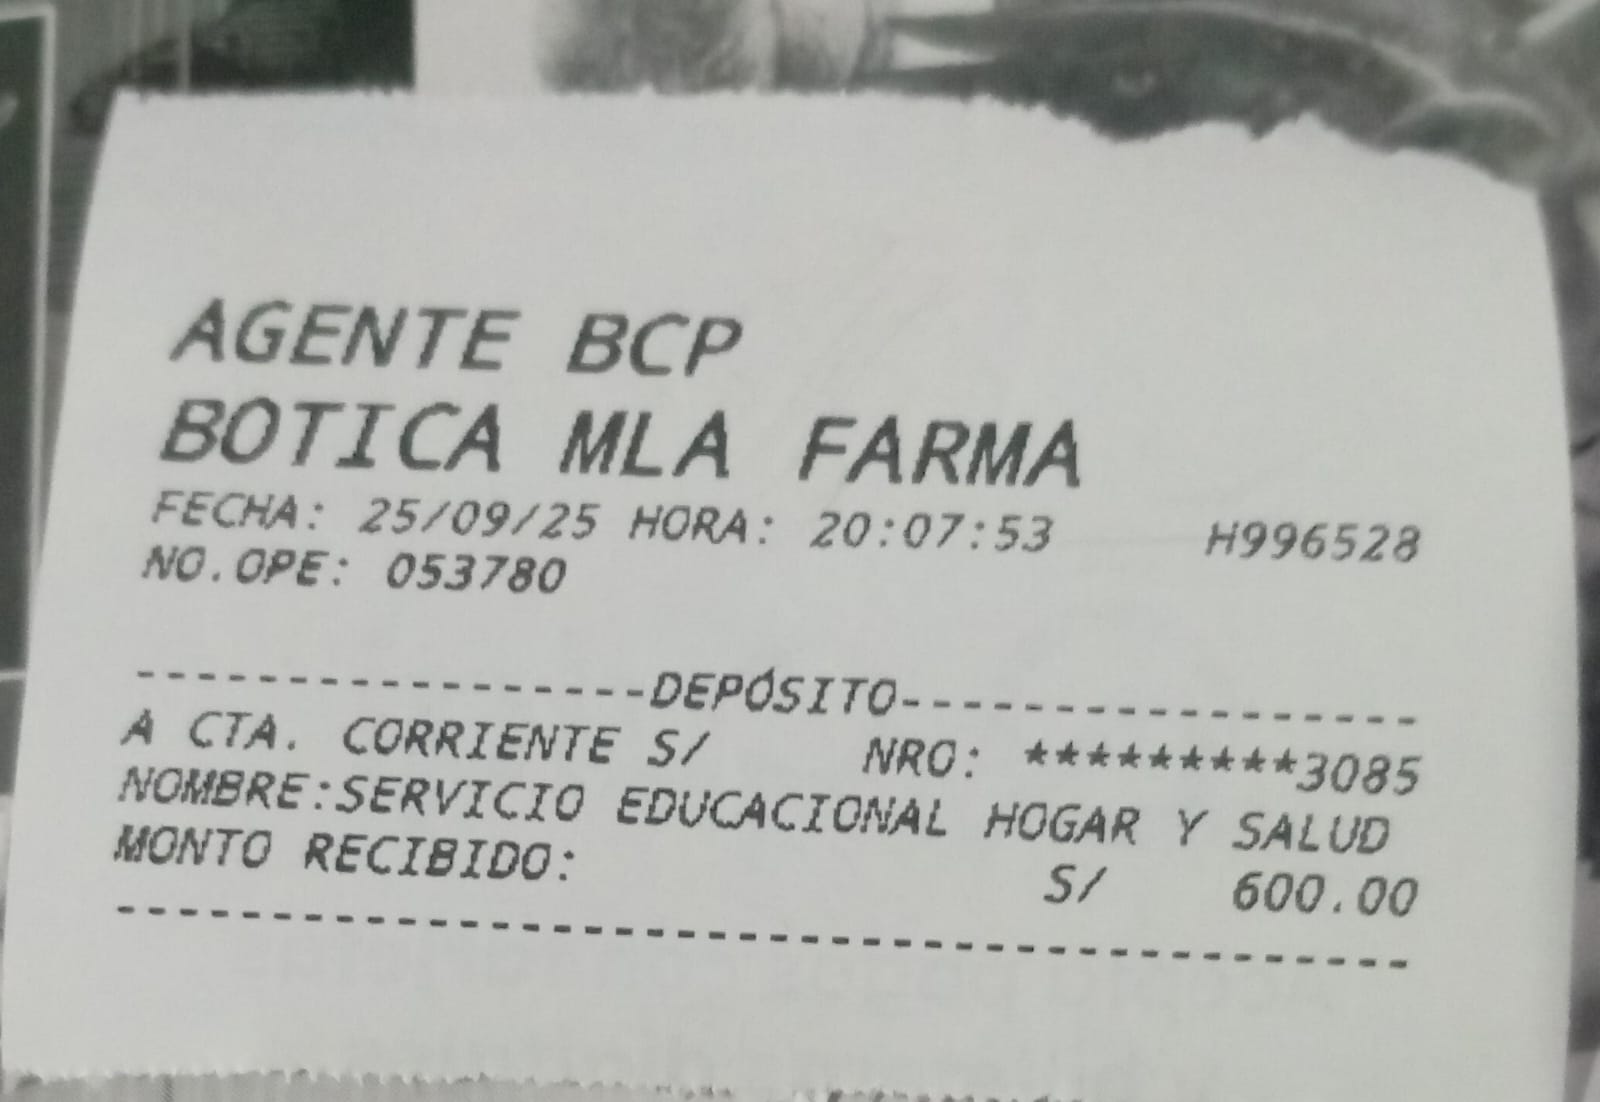 AGENTE BCP
BOTICA MLA FARMA
FECHA: 25/09/25 HORA: 20:07:53 H996528
NO.OPE: 053780
------------------DEPÓSITO------------------
A CTA. CORRIENTE S/ NRO: *********3085
NOMBRE:SERVICIO EDUCACIONAL HOGAR Y SALUD
MONTO RECIBIDO: S/ 600.00
--------------------------------------------